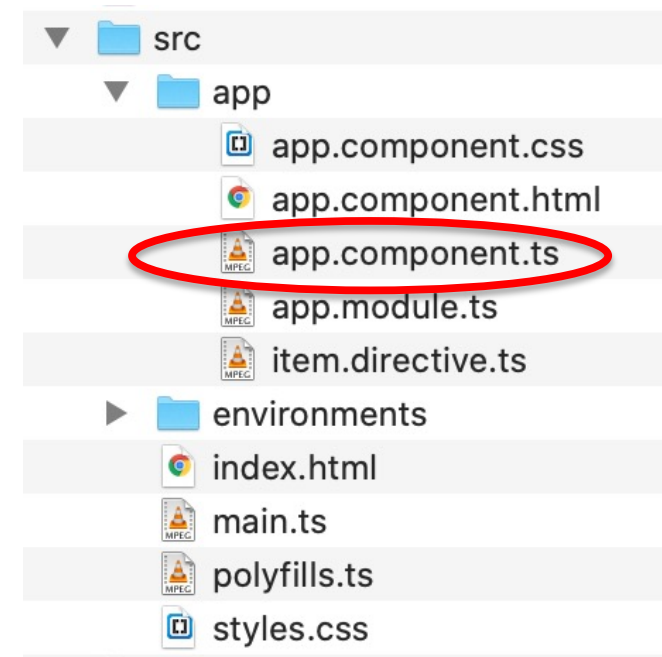 src
app
app.component.css
app.component.html
app.component.ts
MPEG
app.module.ts
MPEG
item.directive.ts
MPEG
environments
index.html
main.ts
MPEG
polyfills.ts
MPEG
styles.css